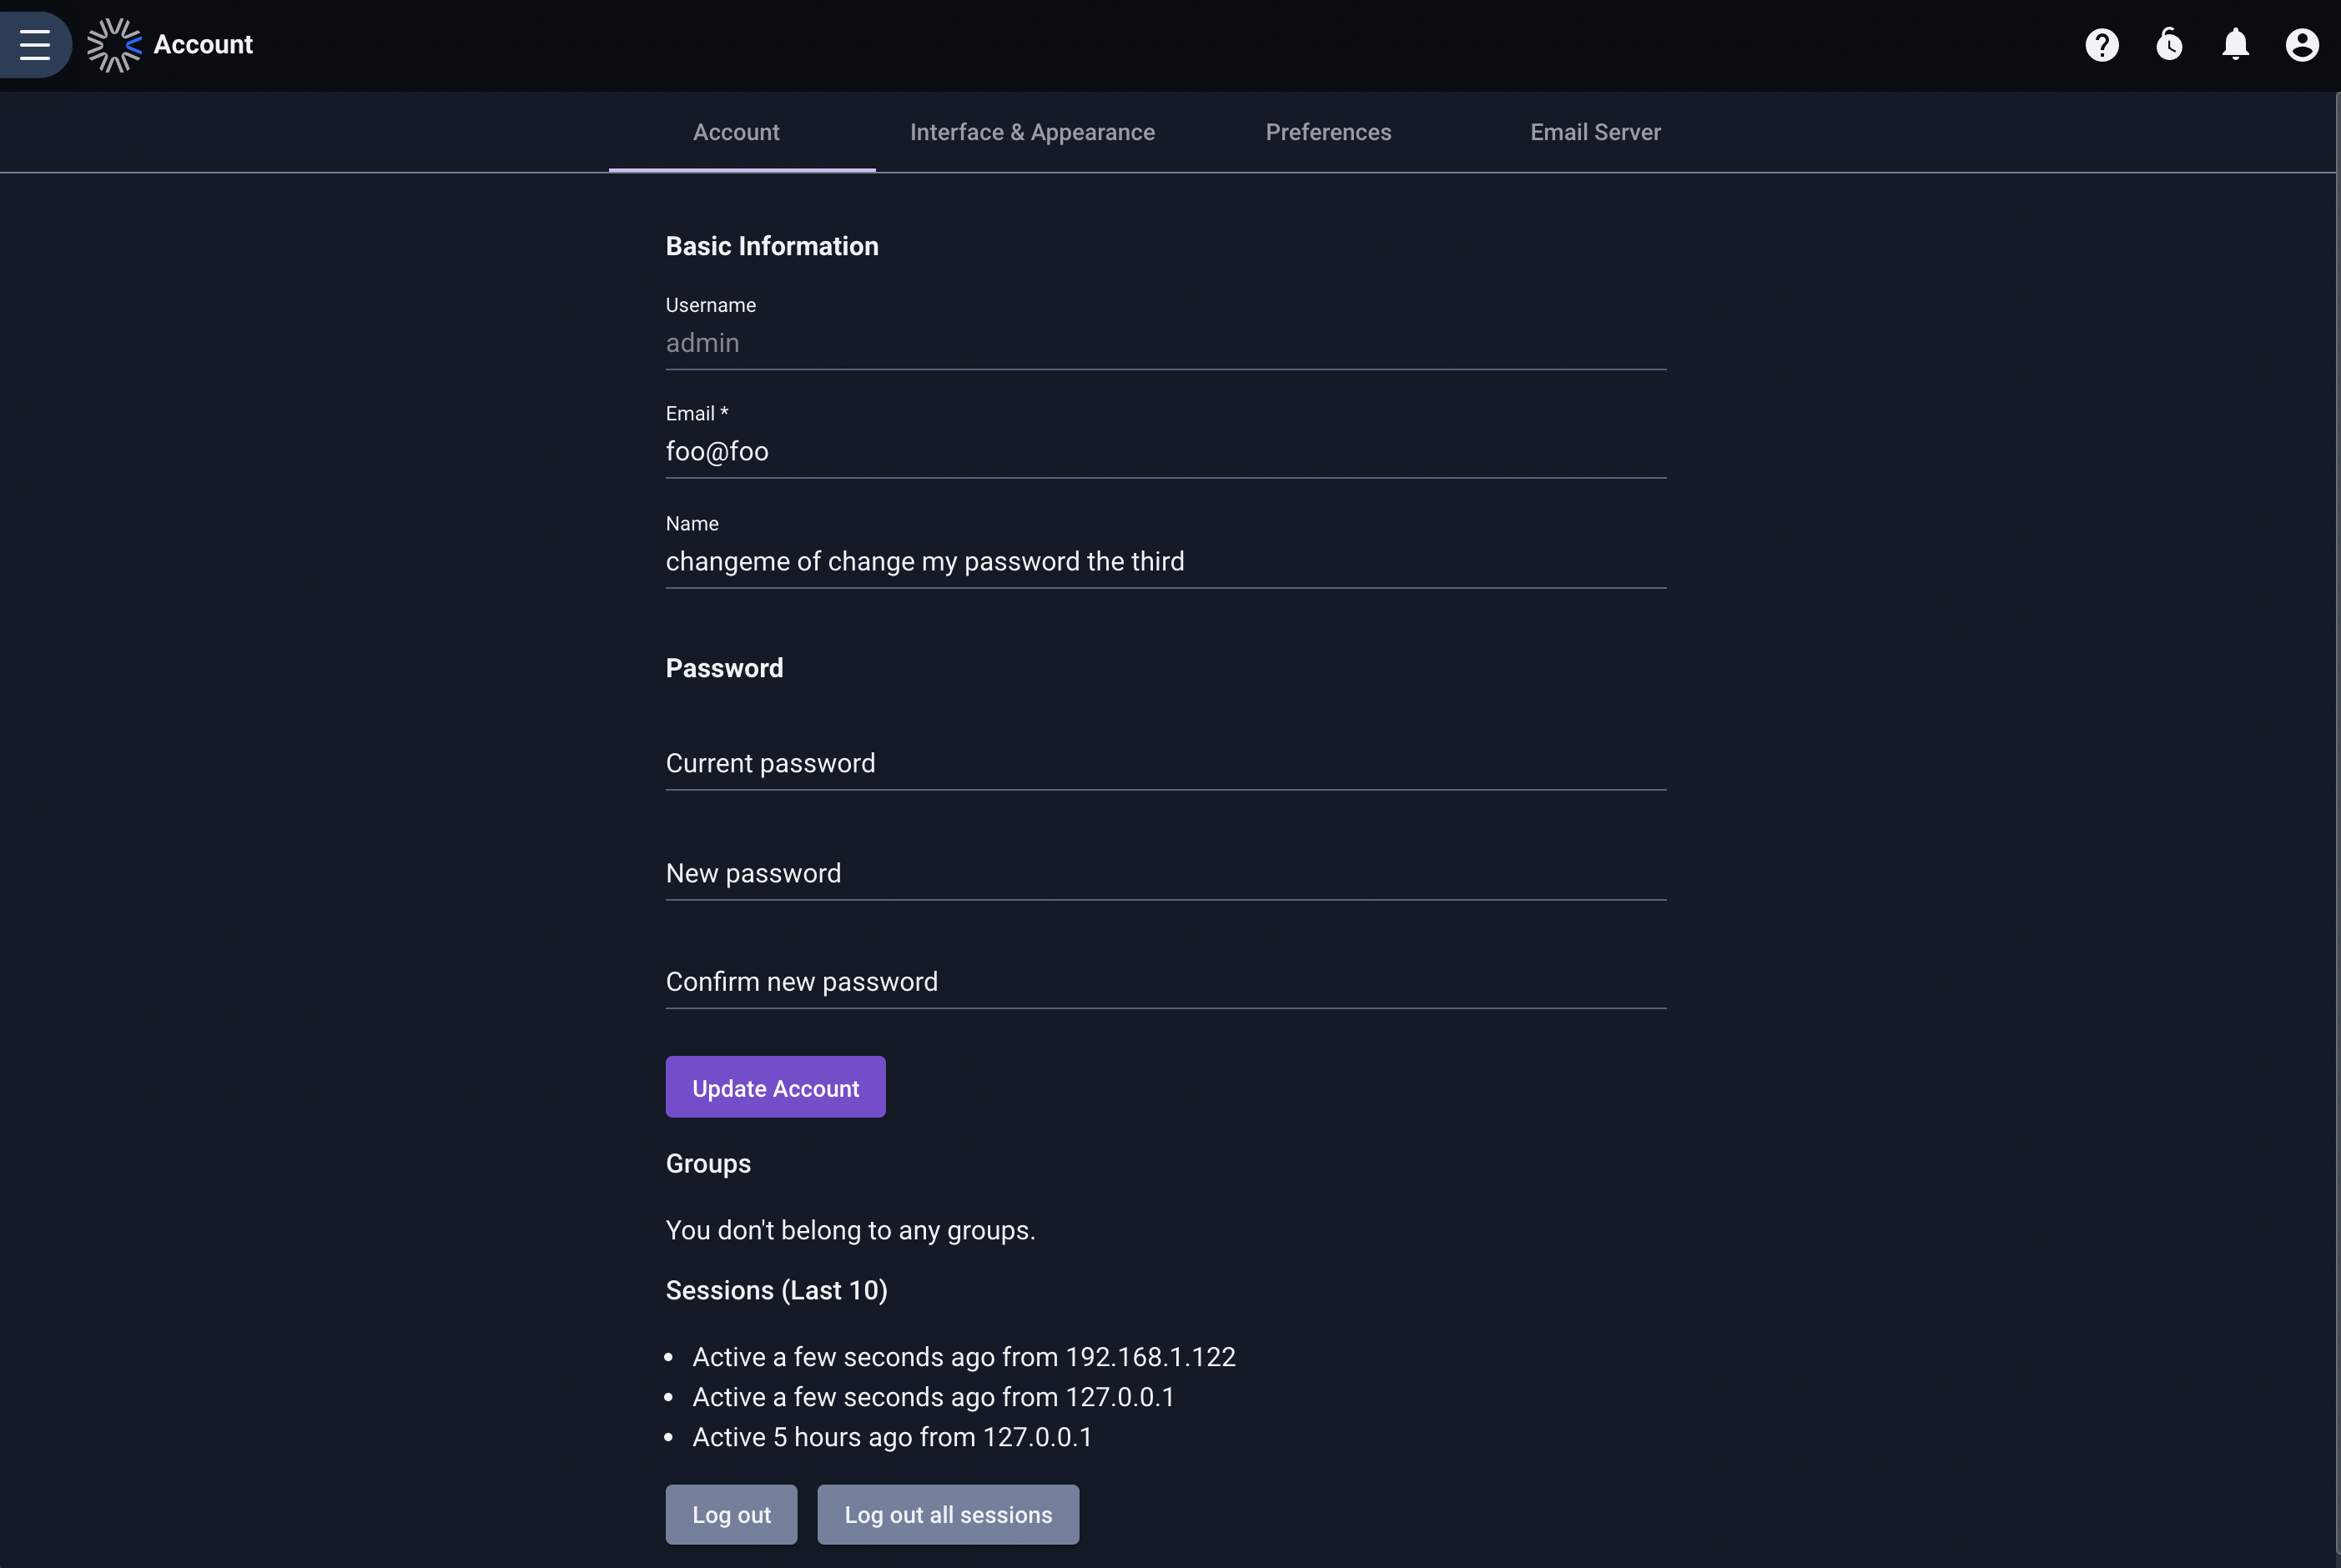 Account
Account
Interface & Appearance
Preferences
Email Server
Basic Information
Username
admin
Email *
foo@foo
Name
changeme of change my password the third
Password
Current password
New password
Confirm new password
Update Account
Groups
You don't belong to any groups.
Sessions (Last 10)
Active a few seconds ago from 192.168.1.122
Active a few seconds ago from 127.0.0.1
Active 5 hours ago from 127.0.0.1
Log out
Log out all sessions